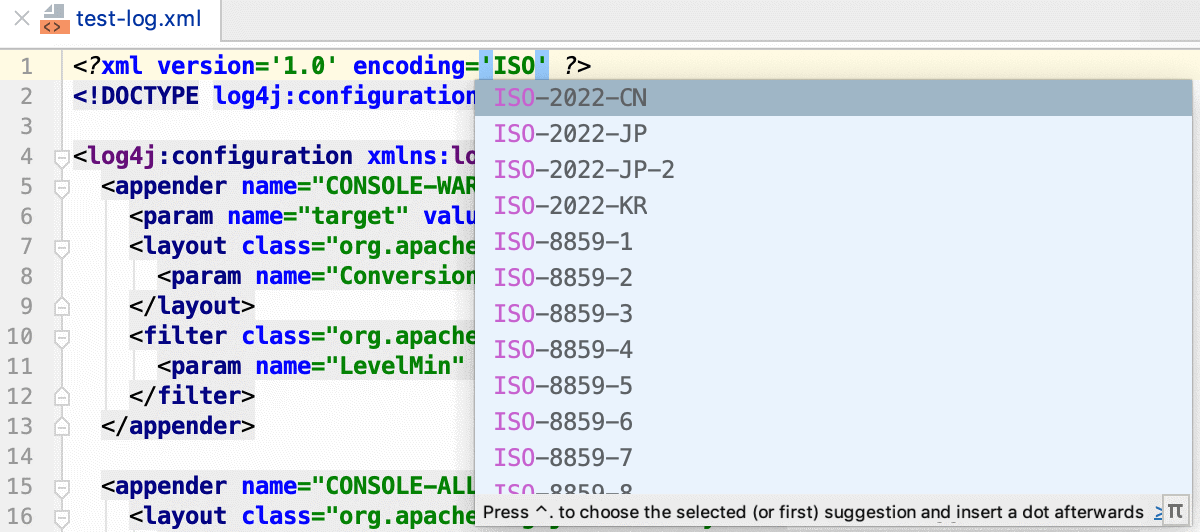 test-log.xml
1 <?xml version='1.0' encoding='ISO' ?>
2 <!DOCTYPE log4j:configuration
3
4 <log4j:configuration xmlns:lo
5 <appender name="CONSOLE-WAR
6 <param name="target" valu
7 <layout class="org.apache
8 <param name="Conversion
9 </layout>
10 <filter class="org.apache
11 <param name="LevelMin"
12 </filter>
13 </appender>
14
15 <appender name="CONSOLE-ALL
16 <layout class="org.apache
ISO-2022-CN
ISO-2022-JP
ISO-2022-JP-2
ISO-2022-KR
ISO-8859-1
ISO-8859-2
ISO-8859-3
ISO-8859-4
ISO-8859-5
ISO-8859-6
ISO-8859-7
ISO-8859-8
Press ^. to choose the selected (or first) suggestion and insert a dot afterwards π